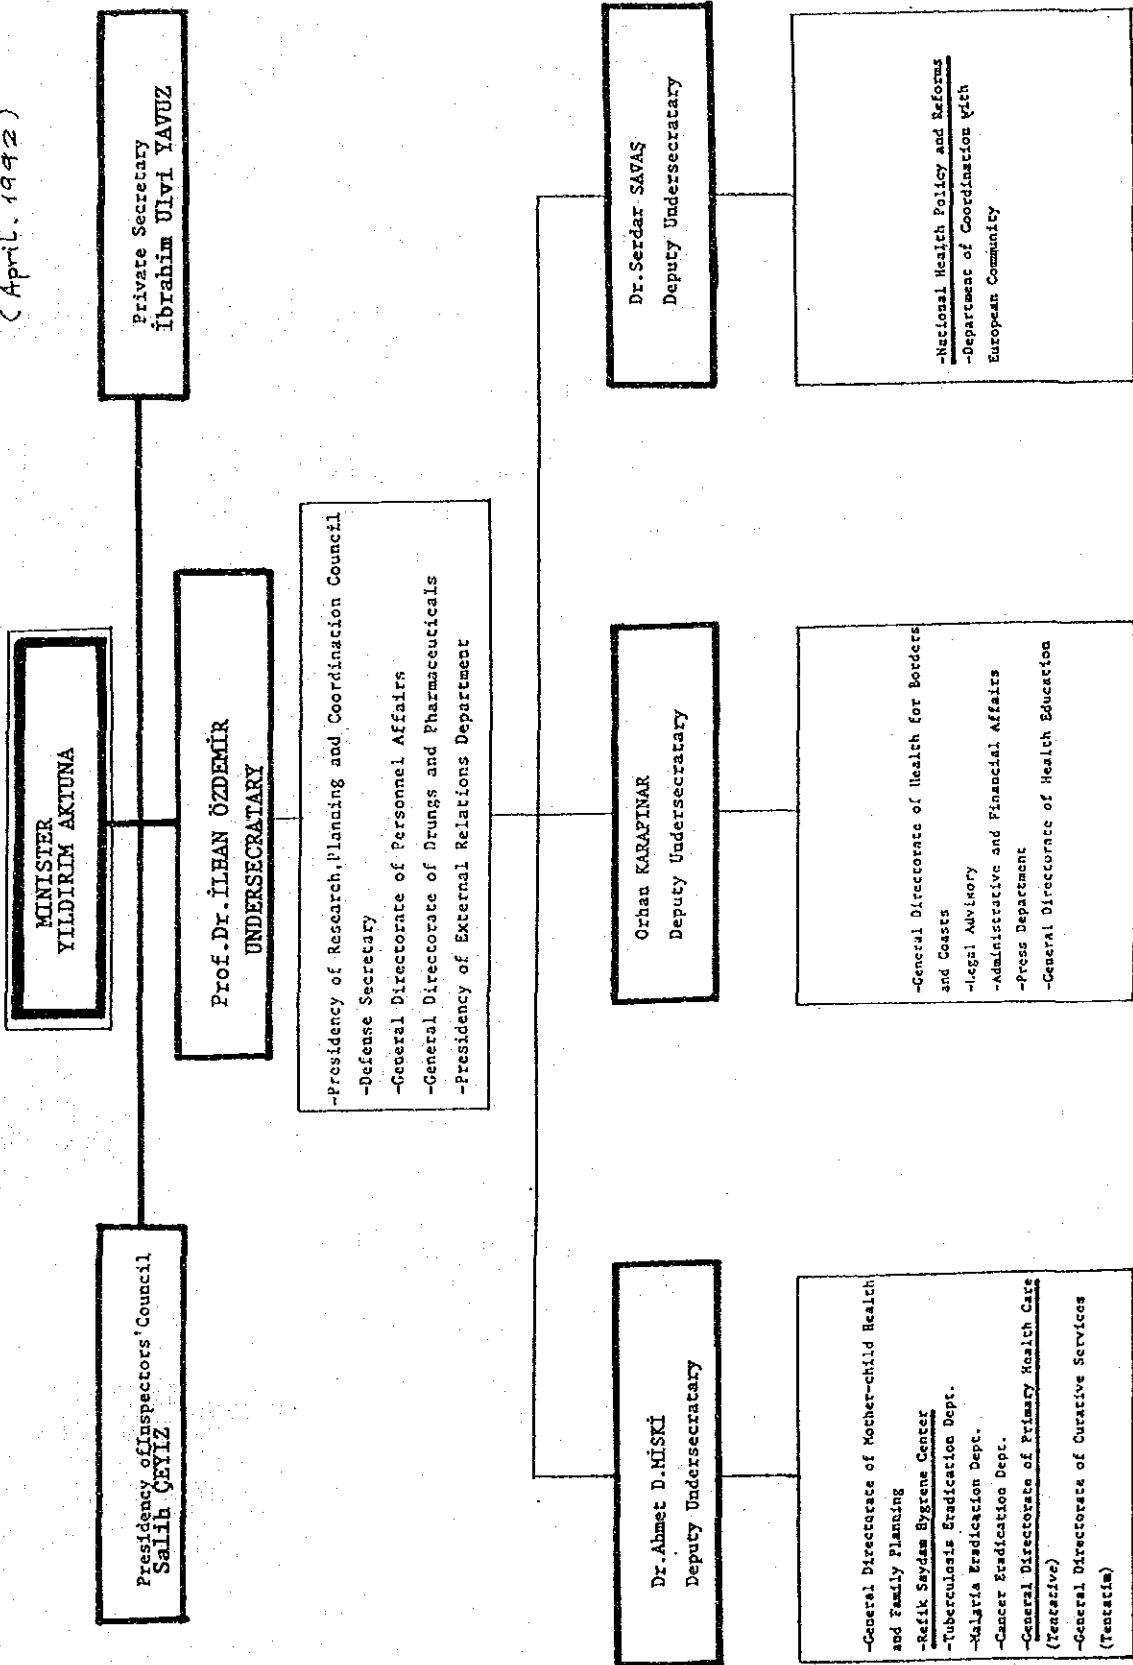 (April. 1992)
MINISTER
YILDIRIM AKTUNA
Presidency of Inspectors' Council
Salih ÇEYİZ
Private Secretary
İbrahim Ulvi YAVUZ
Prof.Dr.İLHAN ÖZDEMİR
UNDERSECRATARY
-Presidency of Research,Planning and Coordination Council
-Defense Secretary
-General Directorate of Personnel Affairs
-General Directorate of Drungs and Pharmaceuticals
-Presidency of External Relations Department
Dr.Ahmet D.MİSKİ
Deputy Undersecratary
Orhan KARAPINAR
Deputy Undersecratary
Dr.Serdar SAVAŞ
Deputy Undersecratary
-General Directorate of Mother-child Health
and Family Planning
-Refik Saydam Hygrene Center
-Tuberculosis Eradication Dept.
-Malaria Eradication Dept.
-Cancer Eradication Dept.
-General Directorate of Primary Health Care
(Tentative)
-General Directorate of Curative Services
(Tentatim)
-General Directorate of Health for Borders
and Coasts
-Legal Advisory
-Administrative and Financial Affairs
-Press Department
-General Directorate of Health Education
-National Health Policy and Reforms
-Department of Coordination with
European Community